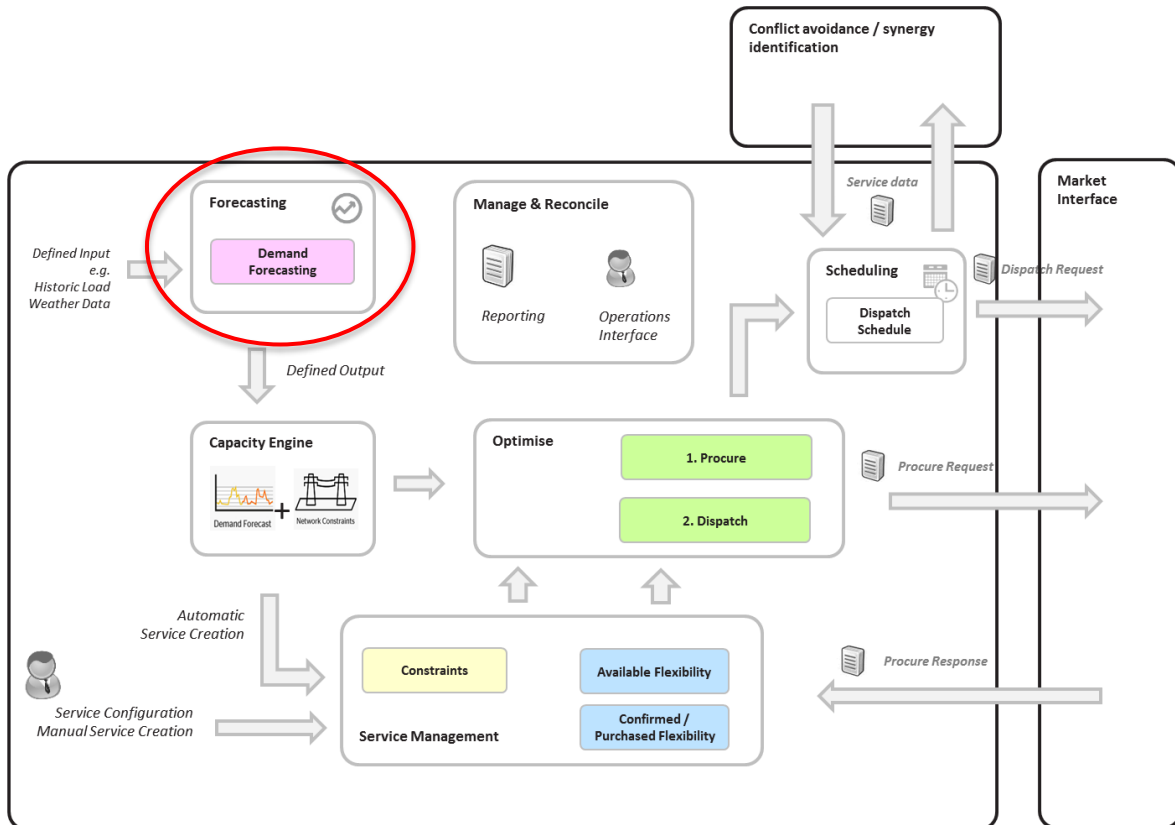 Conflict avoidance / synergy
identification
Service data
Market
Interface
Forecasting
Demand
Forecasting
Defined Input
e.g.
Historic Load
Weather Data
Manage & Reconcile
Reporting
Operations
Interface
Scheduling
Dispatch
Schedule
Dispatch Request
Defined Output
Capacity Engine
Demand Forecast
+
Network Constraints
Optimise
1. Procure
2. Dispatch
Procure Request
Automatic
Service Creation
Service Configuration
Manual Service Creation
Constraints
Available Flexibility
Confirmed /
Purchased Flexibility
Service Management
Procure Response